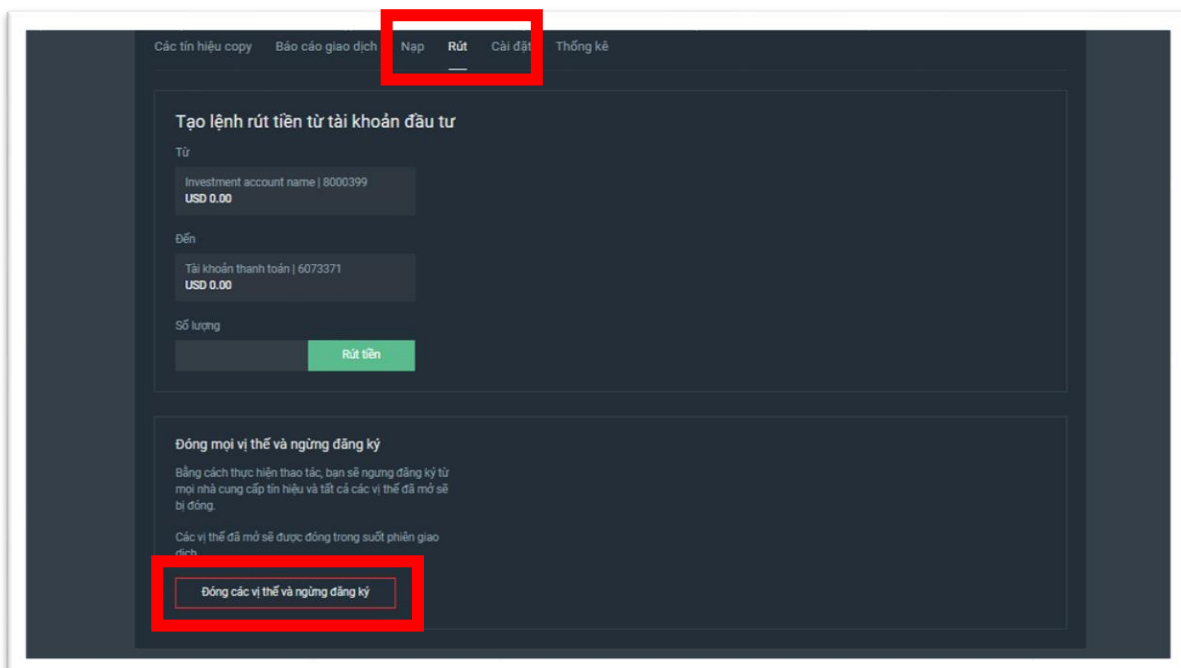 Các tín hiệu copy Báo cáo giao dịch Nạp Rút Cài đặt Thống kê
Tạo lệnh rút tiền từ tài khoản đầu tư
Từ
Investment account name | 8000399
USD 0.00
Đến
Tài khoản thanh toán | 6073371
USD 0.00
Số lượng
Rút tiền
Đóng mọi vị thế và ngừng đăng ký
Bằng cách thực hiện thao tác, bạn sẽ ngưng đăng ký từ
mọi nhà cung cấp tín hiệu và tất cả các vị thế đã mở sẽ
bị đóng.
Các vị thế đã mở sẽ được đóng trong suốt phiên giao
dịch
Đóng các vị thế và ngừng đăng ký